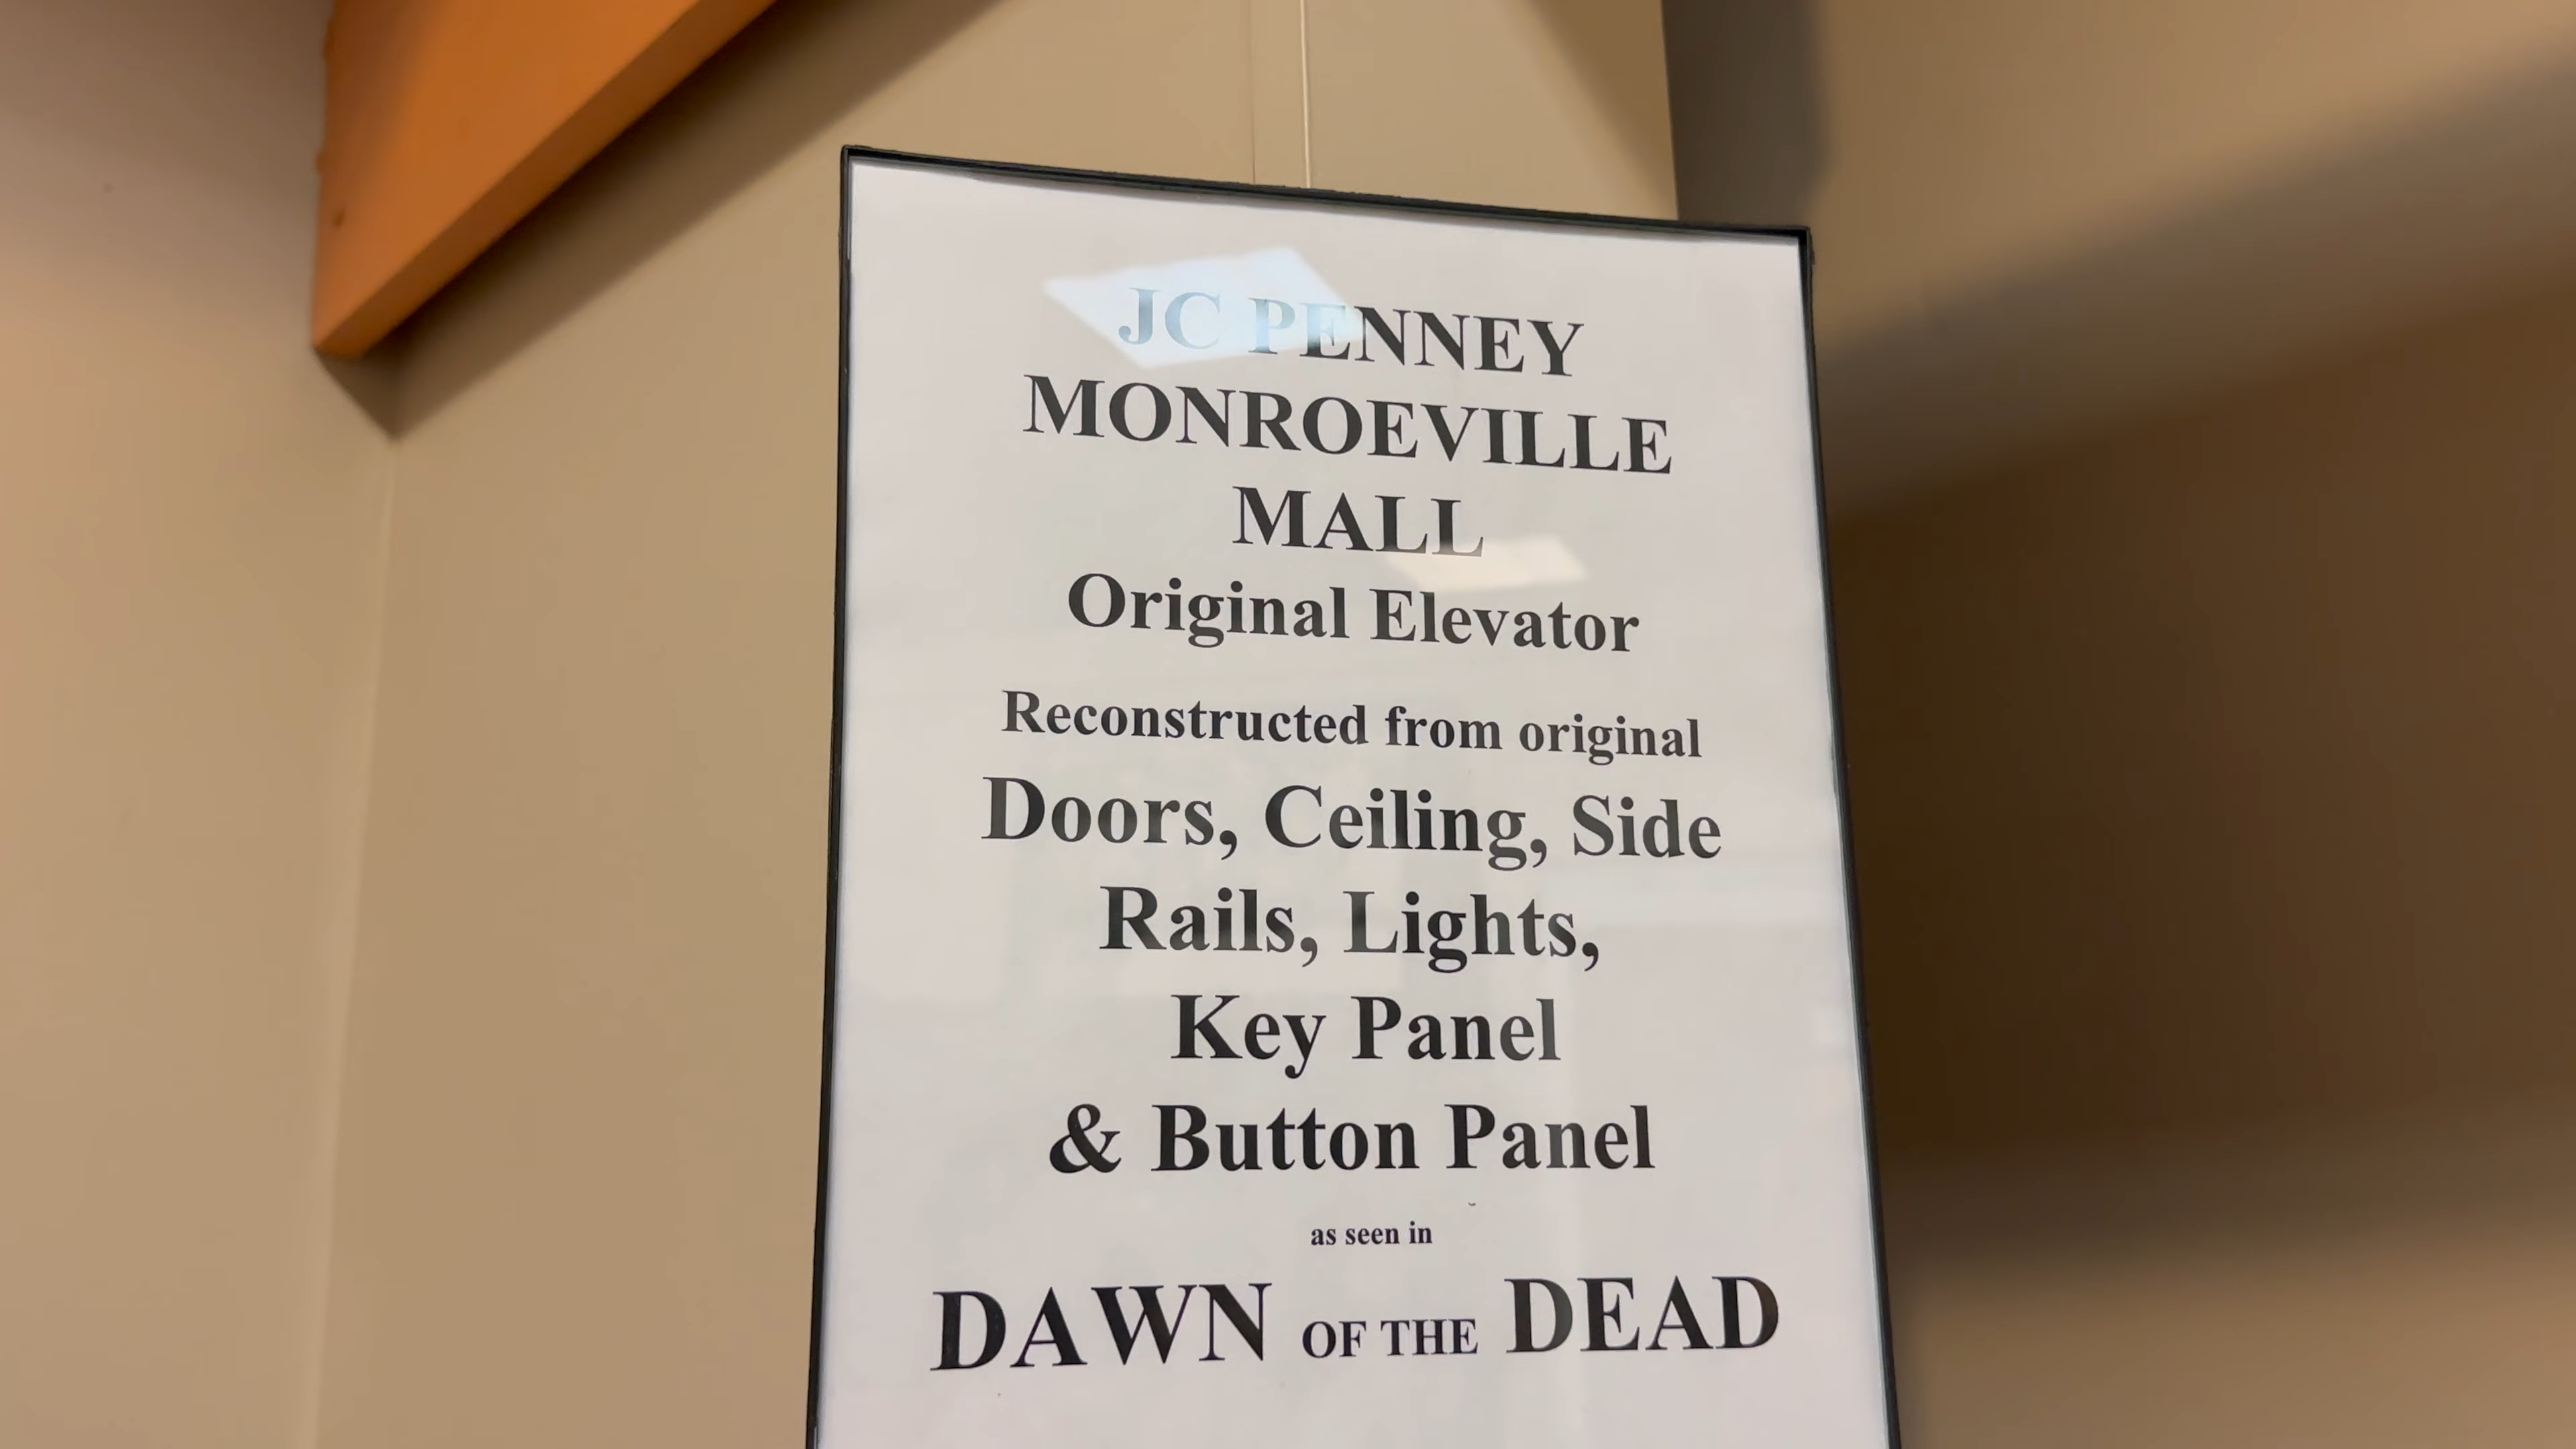 JC PENNEY
MONROEVILLE
MALL
Original Elevator
Reconstructed from original
Doors, Ceiling, Side
Rails, Lights,
Key Panel
& Button Panel
as seen in
DAWN OF THE DEAD